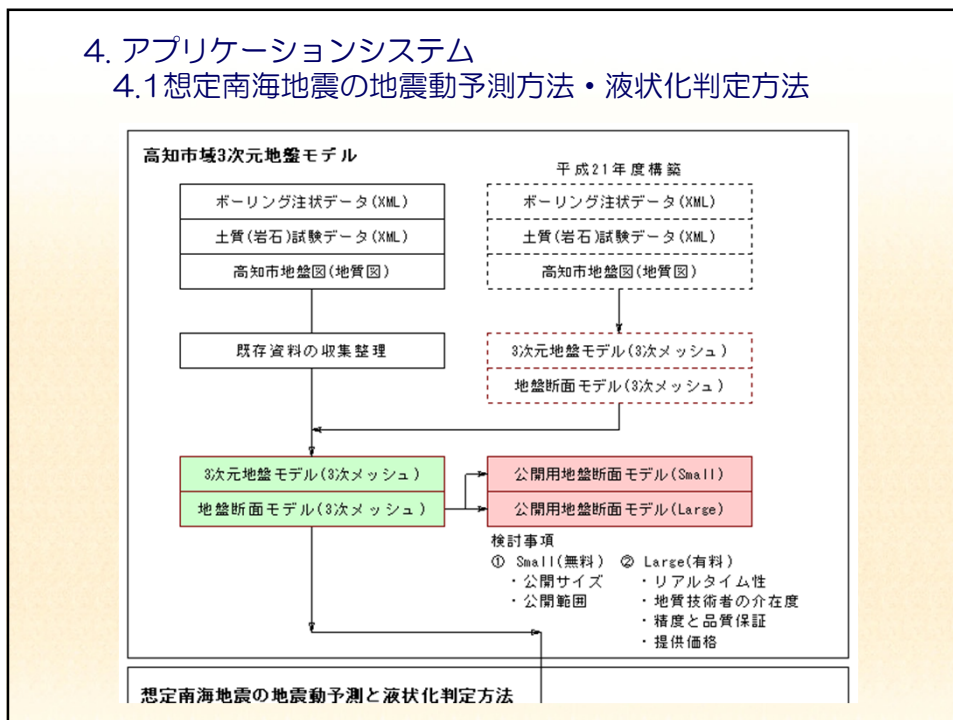 4. アプリケーションシステム
4.1想定南海地震の地震動予測方法・液状化判定方法
高知市域3次元地盤モデル
平成21年度構築
ボーリング注状データ(XML)
土質(岩石)試験データ(XML)
高知市地盤図(地質図)
ボーリング注状データ(XML)
土質(岩石)試験データ(XML)
高知市地盤図(地質図)
既存資料の収集整理
3次元地盤モデル(3次メッシュ)
地盤断面モデル(3次メッシュ)
3次元地盤モデル(3次メッシュ)
地盤断面モデル(3次メッシュ)
公開用地盤断面モデル(Small)
公開用地盤断面モデル(Large)
検討事項
① Small(無料)
・公開サイズ
・公開範囲
② Large(有料)
・リアルタイム性
・地質技術者の介在度
・精度と品質保証
・提供価格
想定南海地震の地震動予測と液状化判定方法